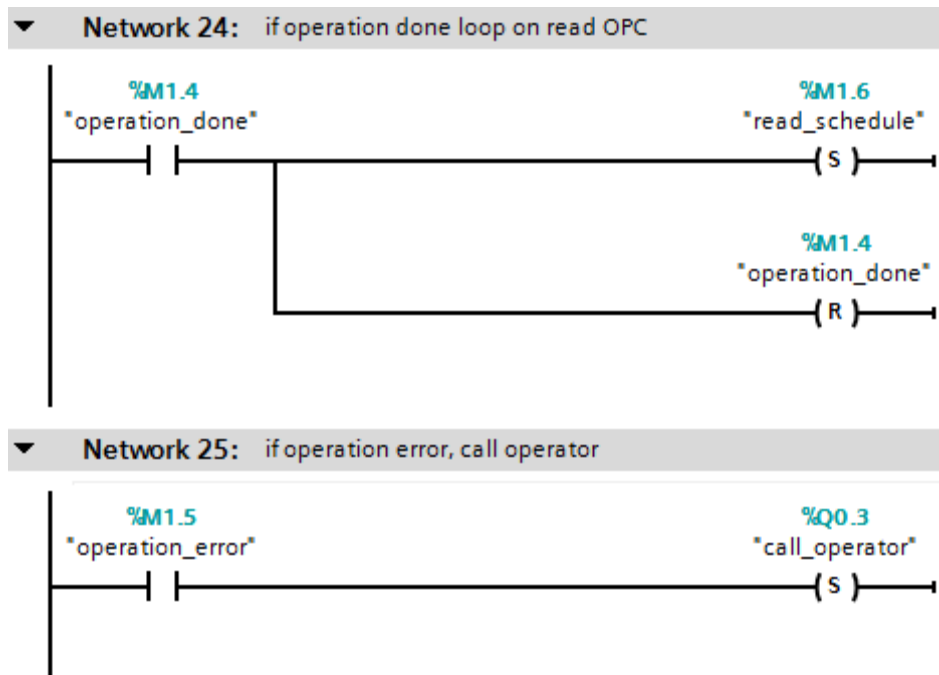 Network 24: if operation done loop on read OPC
%M1.4
"operation_done"
%M1.6
"read_schedule"
( S )
%M1.4
"operation_done"
( R )
Network 25: if operation error, call operator
%M1.5
"operation_error"
%Q0.3
"call_operator"
( S )